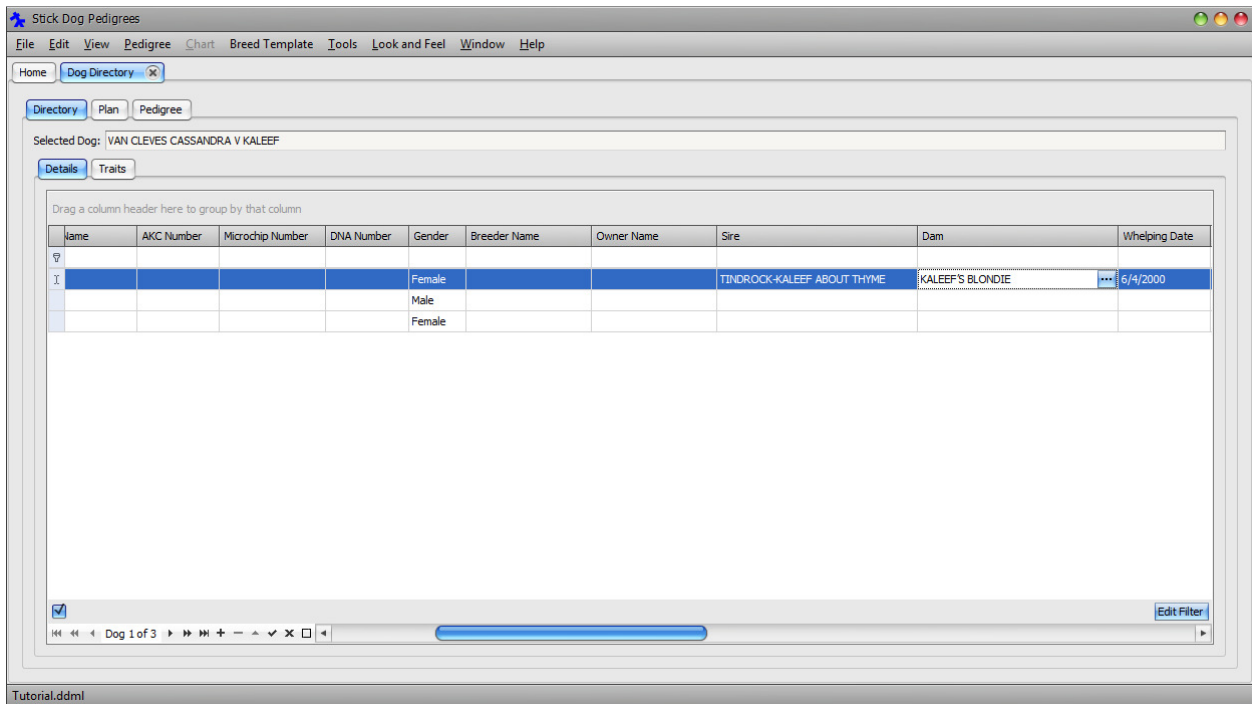 Stick Dog Pedigrees
File Edit View Pedigree Chart Breed Template Tools Look and Feel Window Help
Home Dog Directory
Directory Plan Pedigree
Selected Dog: VAN CLEVES CASSANDRA V KALEEF
Details Traits
Drag a column header here to group by that column
Name AKC Number Microchip Number DNA Number Gender Breeder Name Owner Name Sire Dam Whelping Date
Female TINDROCK-KALEEF ABOUT THYME KALEEF'S BLONDIE ... 6/4/2000
Male
Female
Edit Filter
Dog 1 of 3
Tutorial.ddml